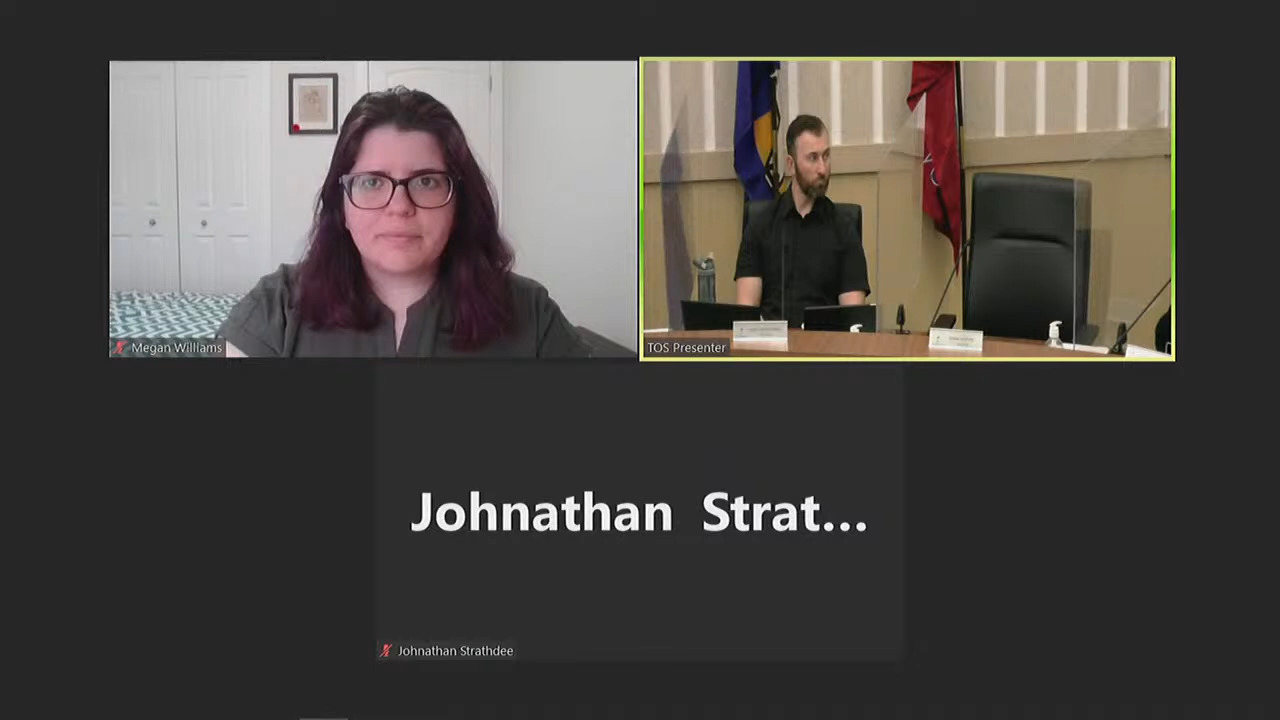 Megan Williams
TOS Presenter
Johnathan Strat...
Johnathan Strathdee